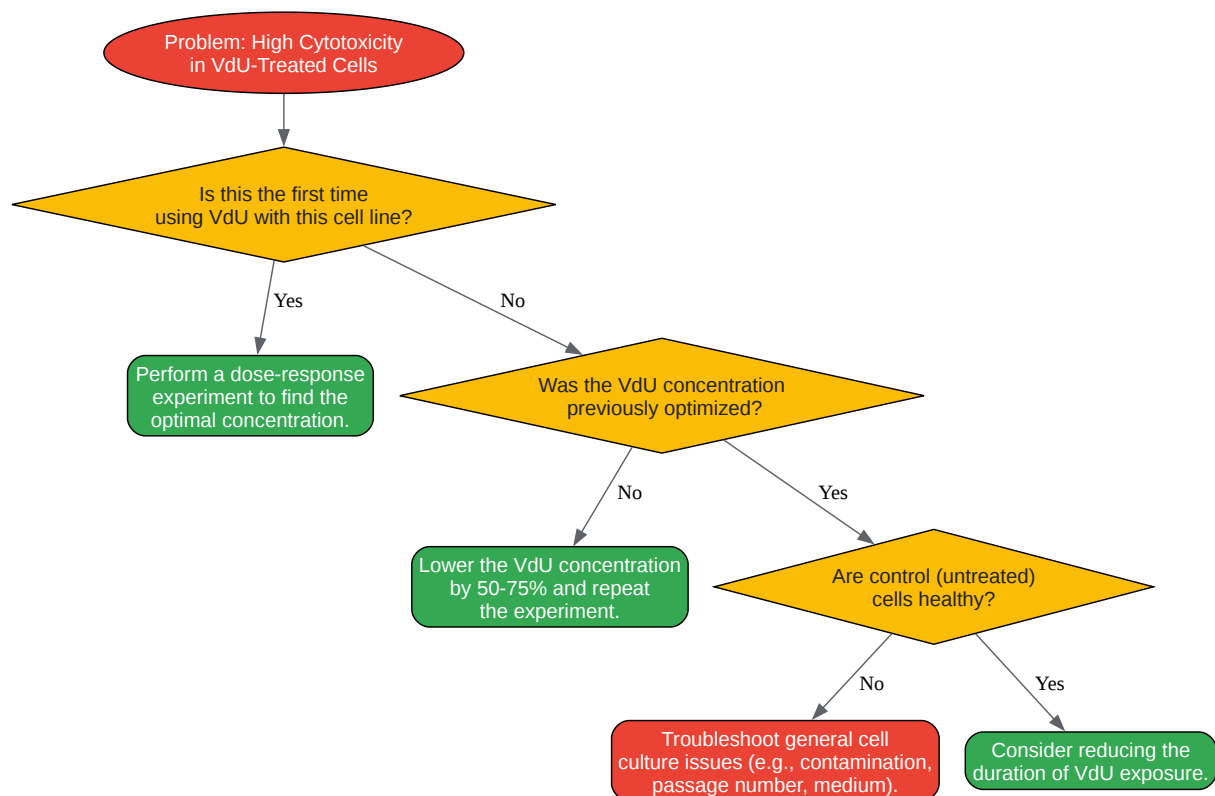 Problem: High Cytotoxicity
in VdU-Treated Cells
Is this the first time
using VdU with this cell line?
Yes
No
Perform a dose-response
experiment to find the
optimal concentration.
Was the VdU concentration
previously optimized?
No
Yes
Lower the VdU concentration
by 50-75% and repeat
the experiment.
Are control (untreated)
cells healthy?
No
Yes
Troubleshoot general cell
culture issues (e.g., contamination,
passage number, medium).
Consider reducing the
duration of VdU exposure.